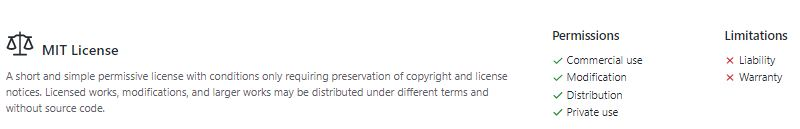 MIT License
A short and simple permissive license with conditions only requiring preservation of copyright and license
notices. Licensed works, modifications, and larger works may be distributed under different terms and
without source code.
Permissions
Commercial use
Modification
Distribution
Private use
Limitations
Liability
Warranty